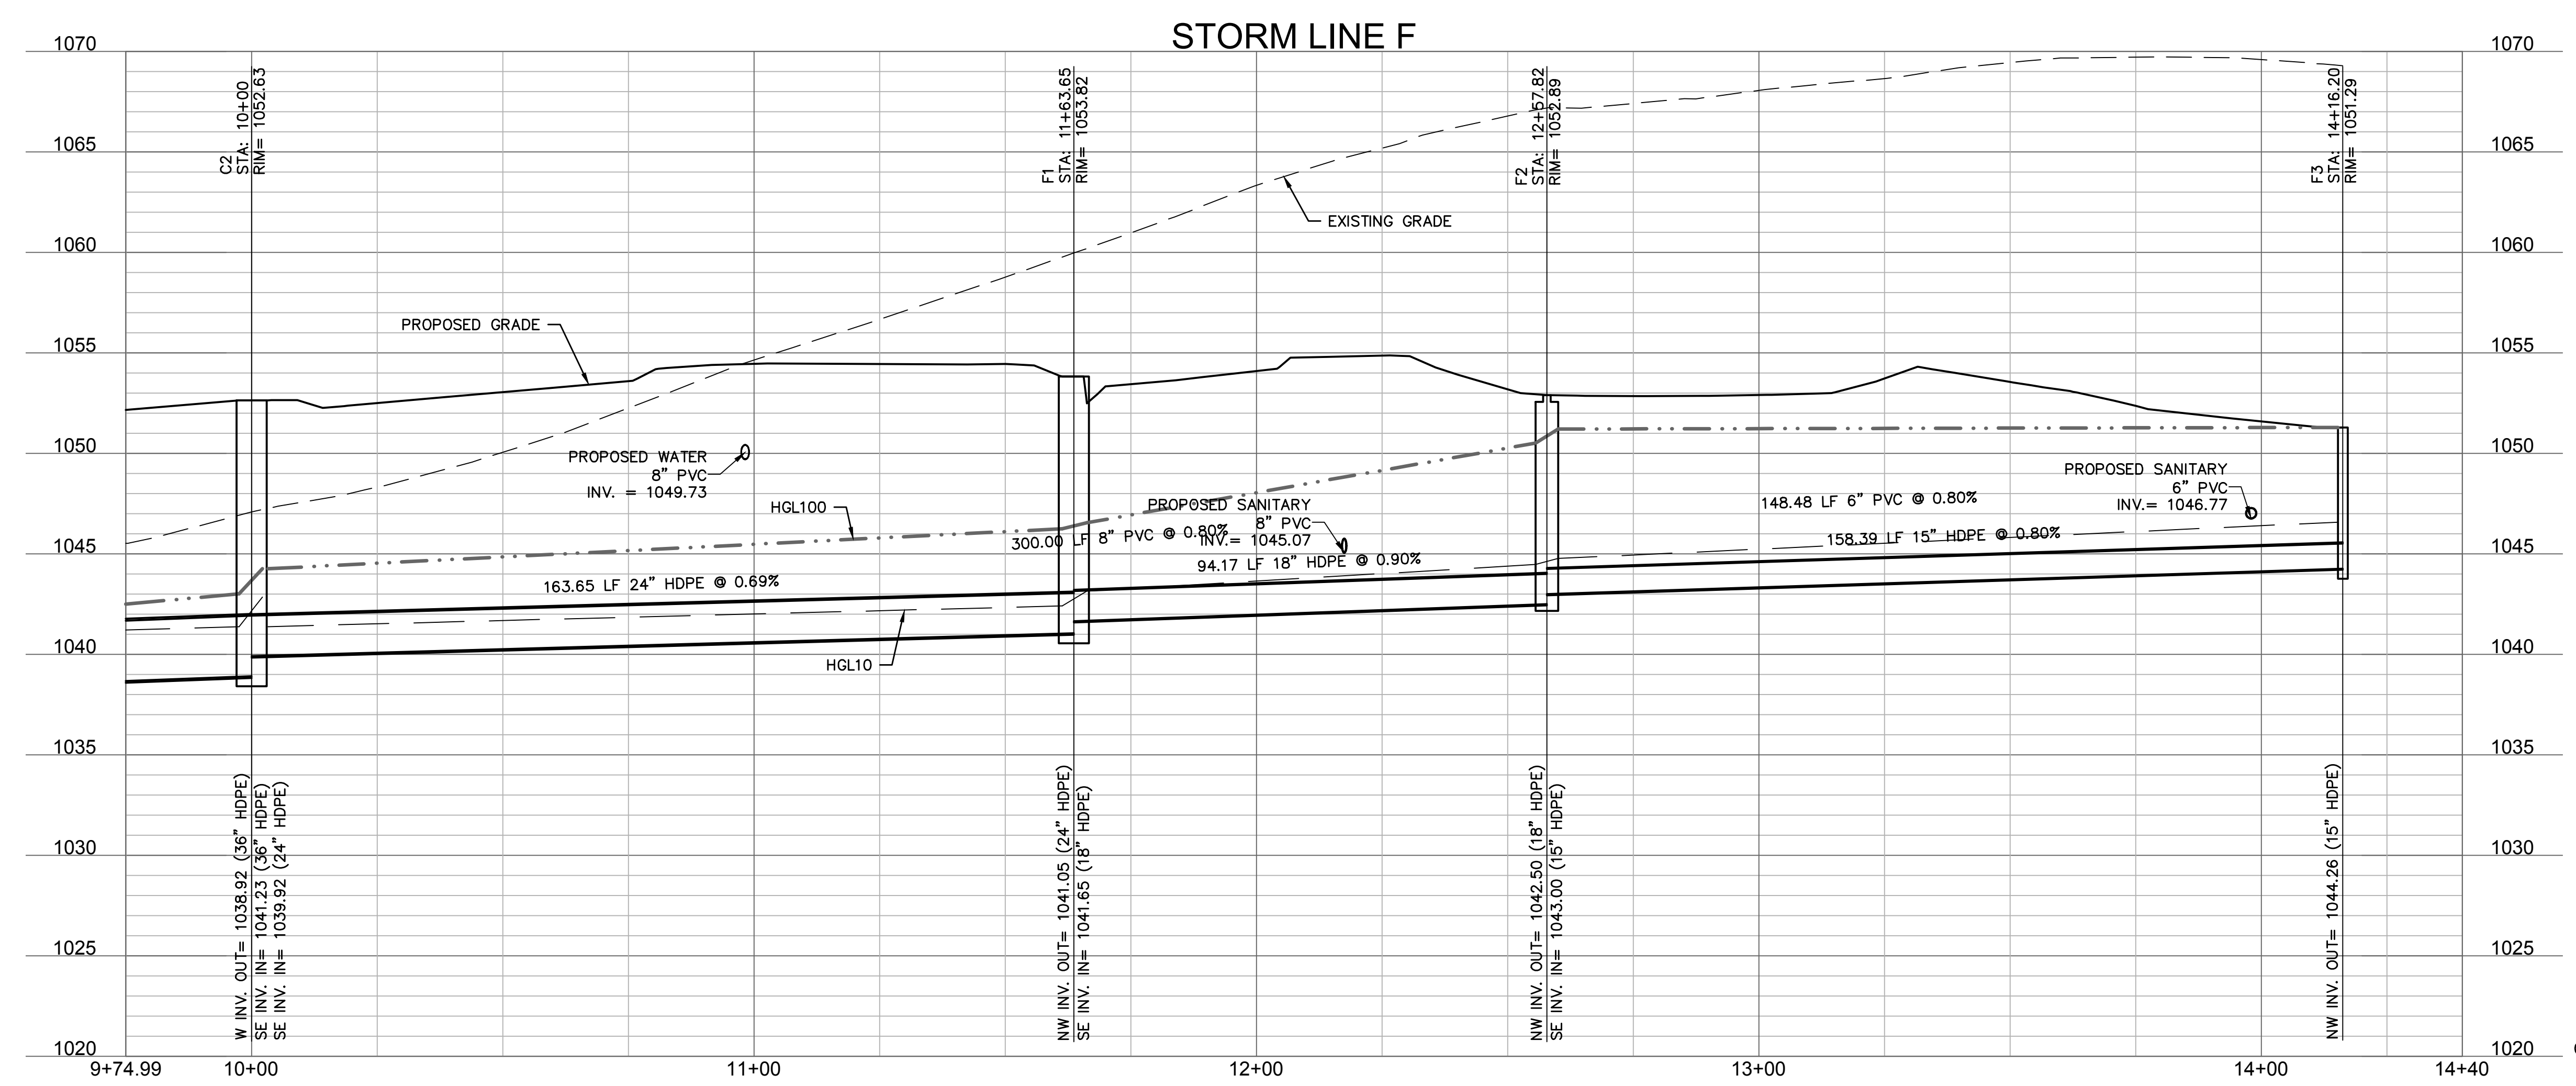 STORM LINE F
1070
1070
C2
STA: 10+00
RIM= 1052.63
F1
STA: 11+63.65
RIM= 1053.82
F2
STA: 12+57.82
RIM= 1052.89
F3
STA: 14+16.20
RIM= 1051.29
1065
1065
EXISTING GRADE
1060
1060
PROPOSED GRADE
1055
1055
1050
1050
PROPOSED WATER
8" PVC
INV. = 1049.73
HGL100
PROPOSED SANITARY
8" PVC
INV.= 1045.07
PROPOSED SANITARY
6" PVC
INV.= 1046.77
148.48 LF 6" PVC @ 0.80%
300.00 LF 8" PVC @ 0.80%
158.39 LF 15" HDPE @ 0.80%
1045
1045
94.17 LF 18" HDPE @ 0.90%
163.65 LF 24" HDPE @ 0.69%
HGL10
1040
1040
1035
1035
W INV. OUT= 1038.92 (36" HDPE)
SE INV. IN= 1041.23 (36" HDPE)
SE INV. IN= 1039.92 (24" HDPE)
NW INV. OUT= 1041.05 (24" HDPE)
SE INV. IN= 1041.65 (18" HDPE)
NW INV. OUT= 1042.50 (18" HDPE)
SE INV. IN= 1043.00 (15" HDPE)
NW INV. OUT= 1044.26 (15" HDPE)
1030
1030
1025
1025
1020
1020
9+74.99
10+00
11+00
12+00
13+00
14+00
14+40